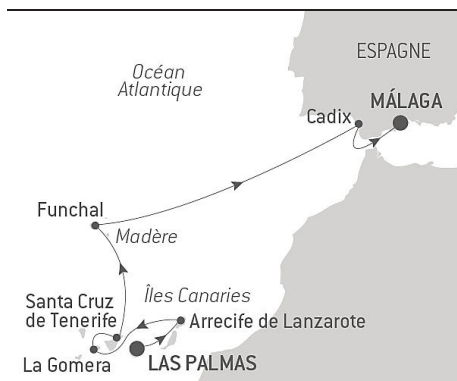 ESPAGNE
Océan
Atlantique
MÁLAGA
Cadix
Funchal
Madère
Îles Canaries
Santa Cruz
de Tenerife
Arrecife de Lanzarote
La Gomera
LAS PALMAS